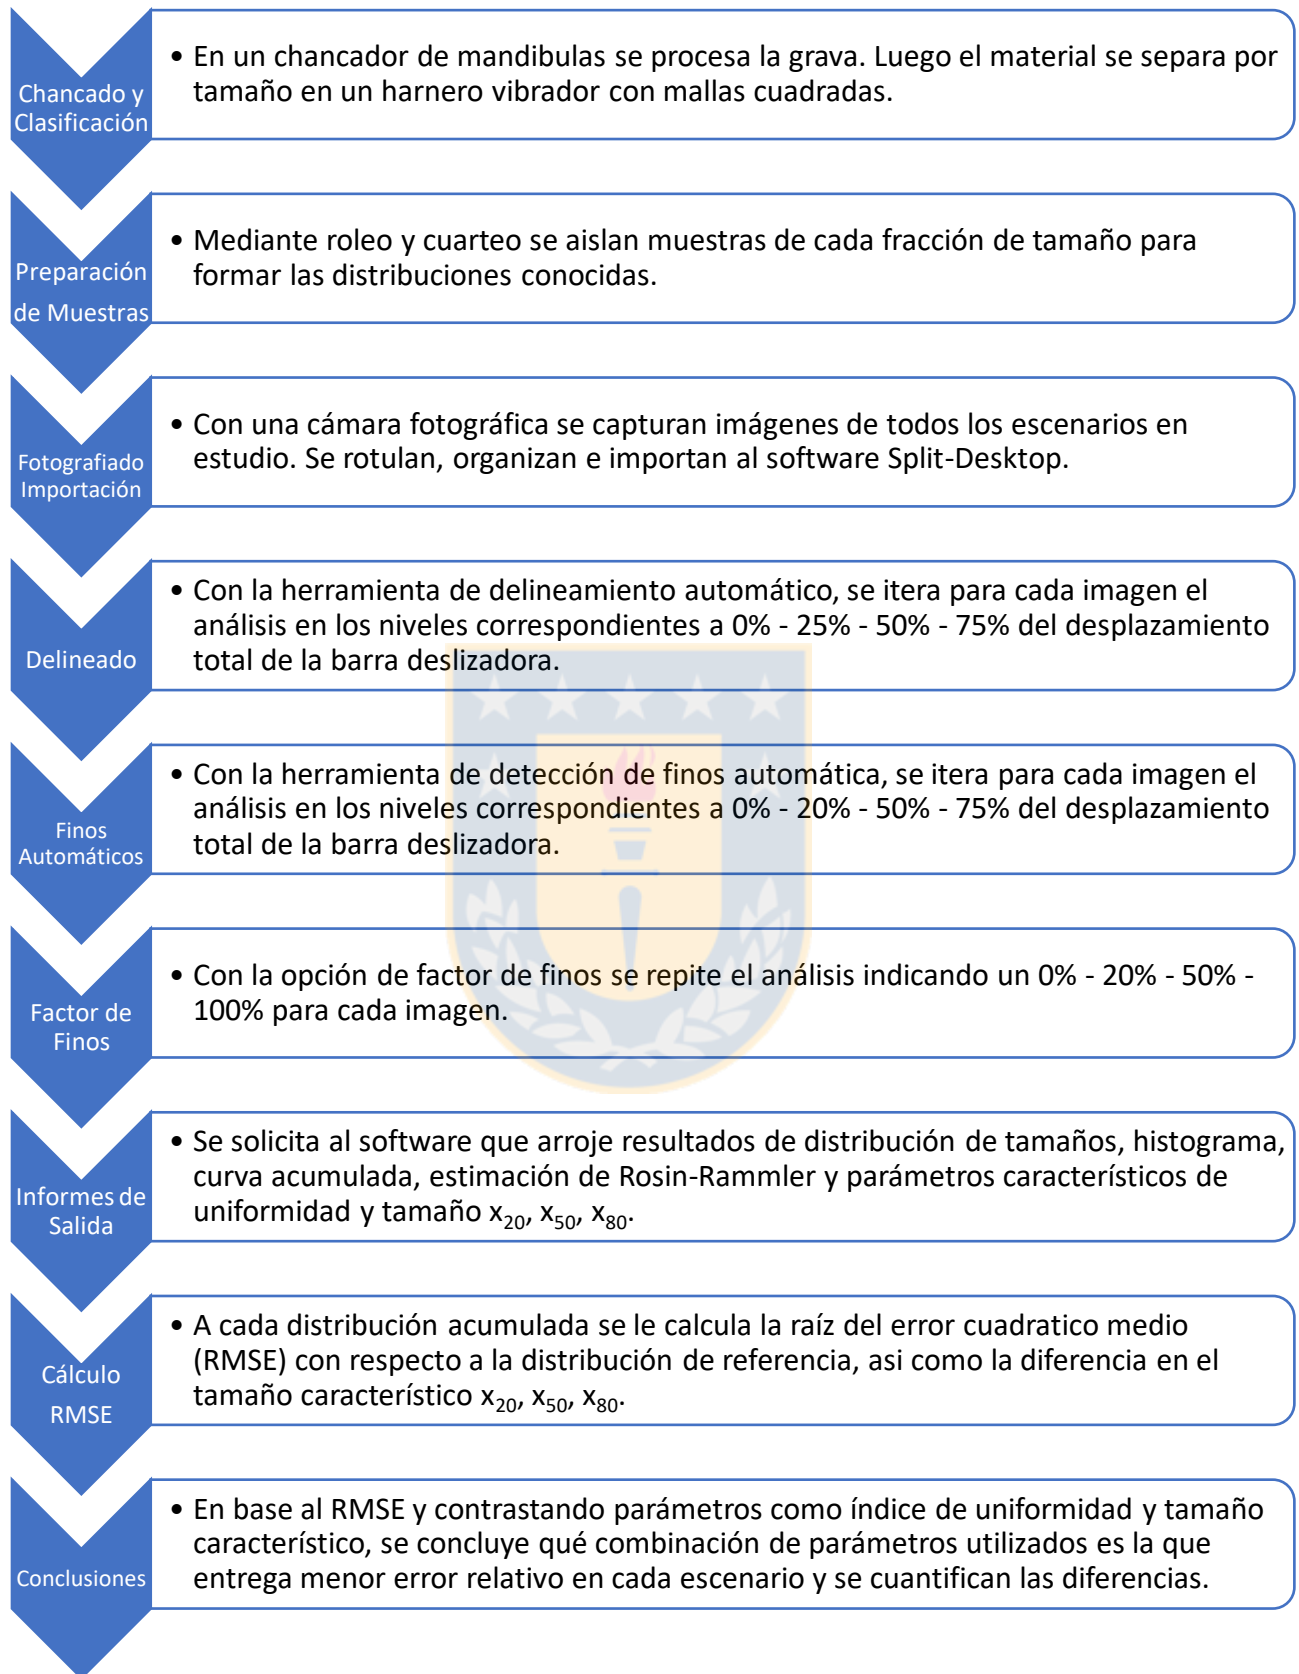 Chancado y
Clasificación
• En un chancador de mandibulas se procesa la grava. Luego el material se separa por
tamaño en un harnero vibrador con mallas cuadradas.
Preparación
de Muestras
• Mediante roleo y cuarteo se aislan muestras de cada fracción de tamaño para
formar las distribuciones conocidas.
Fotografiado
Importación
• Con una cámara fotográfica se capturan imágenes de todos los escenarios en
estudio. Se rotulan, organizan e importan al software Split-Desktop.
Delineado
• Con la herramienta de delineamiento automático, se itera para cada imagen el
análisis en los niveles correspondientes a 0% - 25% - 50% - 75% del desplazamiento
total de la barra deslizadora.
Finos
Automáticos
• Con la herramienta de detección de finos automática, se itera para cada imagen el
análisis en los niveles correspondientes a 0% - 20% - 50% - 75% del desplazamiento
total de la barra deslizadora.
Factor de
Finos
• Con la opción de factor de finos se repite el análisis indicando un 0% - 20% - 50% -
100% para cada imagen.
Informes de
Salida
• Se solicita al software que arroje resultados de distribución de tamaños, histograma,
curva acumulada, estimación de Rosin-Rammler y parámetros característicos de
uniformidad y tamaño x₂₀, x₅₀, x₈₀.
Cálculo
RMSE
• A cada distribución acumulada se le calcula la raíz del error cuadratico medio
(RMSE) con respecto a la distribución de referencia, asi como la diferencia en el
tamaño característico x₂₀, x₅₀, x₈₀.
Conclusiones
• En base al RMSE y contrastando parámetros como índice de uniformidad y tamaño
característico, se concluye qué combinación de parámetros utilizados es la que
entrega menor error relativo en cada escenario y se cuantifican las diferencias.